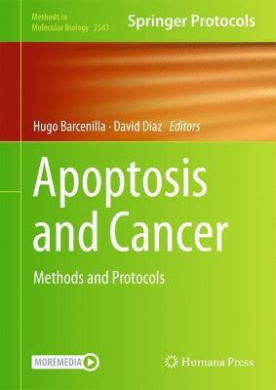 Methods in
Molecular Biology 2543
Springer Protocols
Hugo Barcenilla · David Díaz Editors
Apoptosis
and Cancer
Methods and Protocols
MOREMEDIA
Humana Press